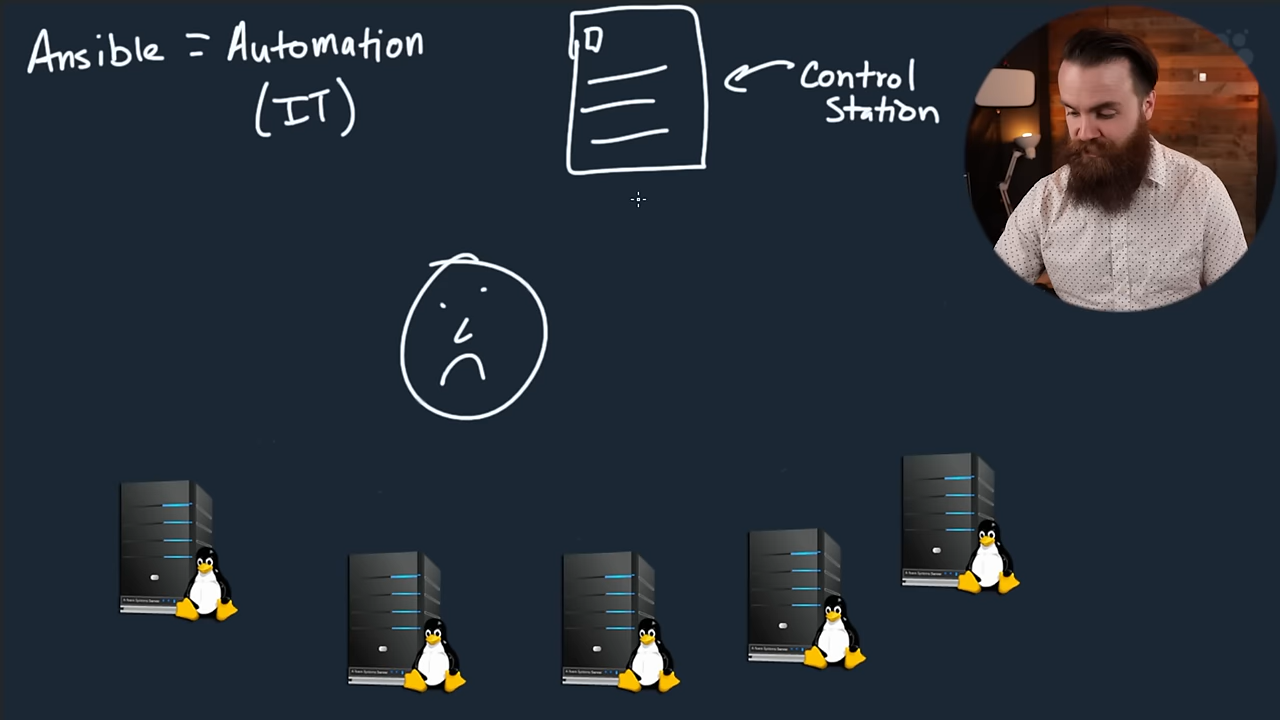 Ansible = Automation
(IT)
Control
Station